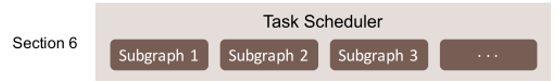 Task Scheduler
Section 6
Subgraph 1 Subgraph 2 Subgraph 3 ...